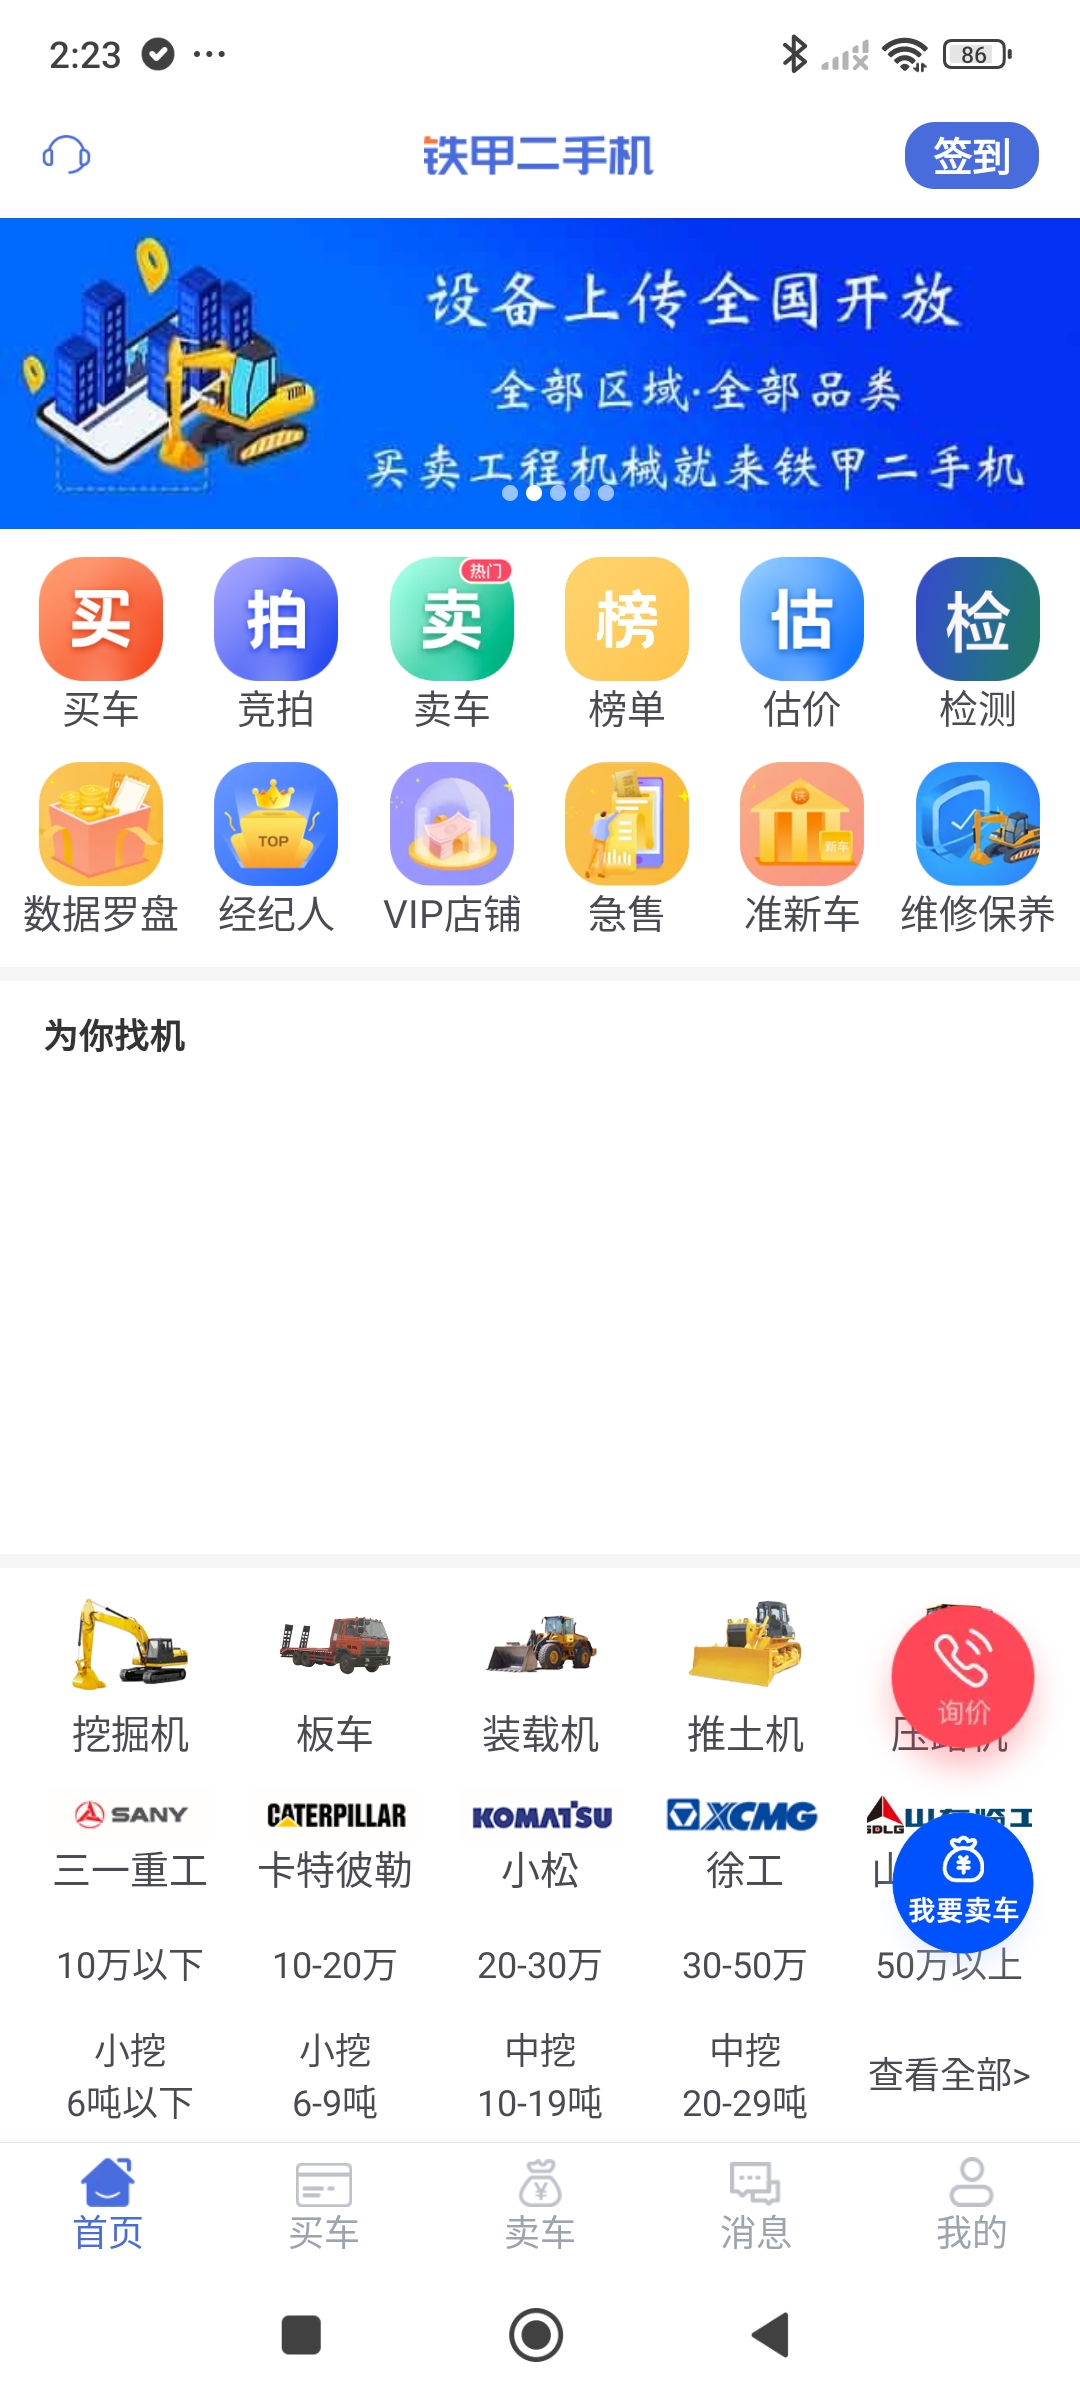 2:23
86
铁甲二手机
签到
设备上传全国开放
全部区域·全部品类
买卖工程机械就来铁甲二手机
买 拍 卖 热门 榜 估 检
买车 竞拍 卖车 榜单 估价 检测
TOP 铁 新车
数据罗盘 经纪人 VIP店铺 急售 准新车 维修保养
为你找机
询价
挖掘机 板车 装载机 推土机 压路机
SANY CATERPILLAR KOMATSU XCMG SDLG 山东临工
三一重工 卡特彼勒 小松 徐工 山
我要卖车
10万以下 10-20万 20-30万 30-50万 50万以上
小挖 小挖 中挖 中挖
查看全部>
6吨以下 6-9吨 10-19吨 20-29吨
首页 买车 卖车 消息 我的